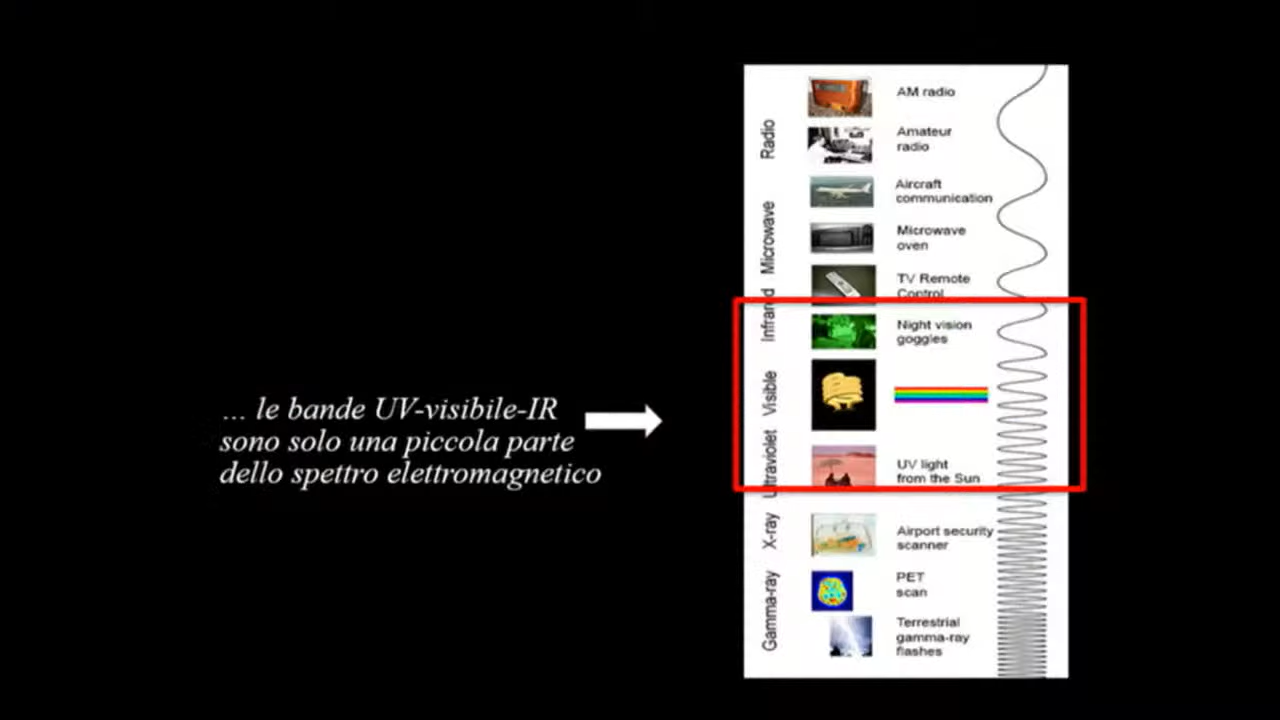 ... le bande UV-visibile-IR
sono solo una piccola parte
dello spettro elettromagnetico
Radio
Microwave
Infrared
Visible
Ultraviolet
X-ray
Gamma-ray
AM radio
Amateur
radio
Aircraft
communication
Microwave
oven
TV Remote
Control
Night vision
goggles
UV light
from the Sun
Airport security
scanner
PET
scan
Terrestrial
gamma-ray
flashes